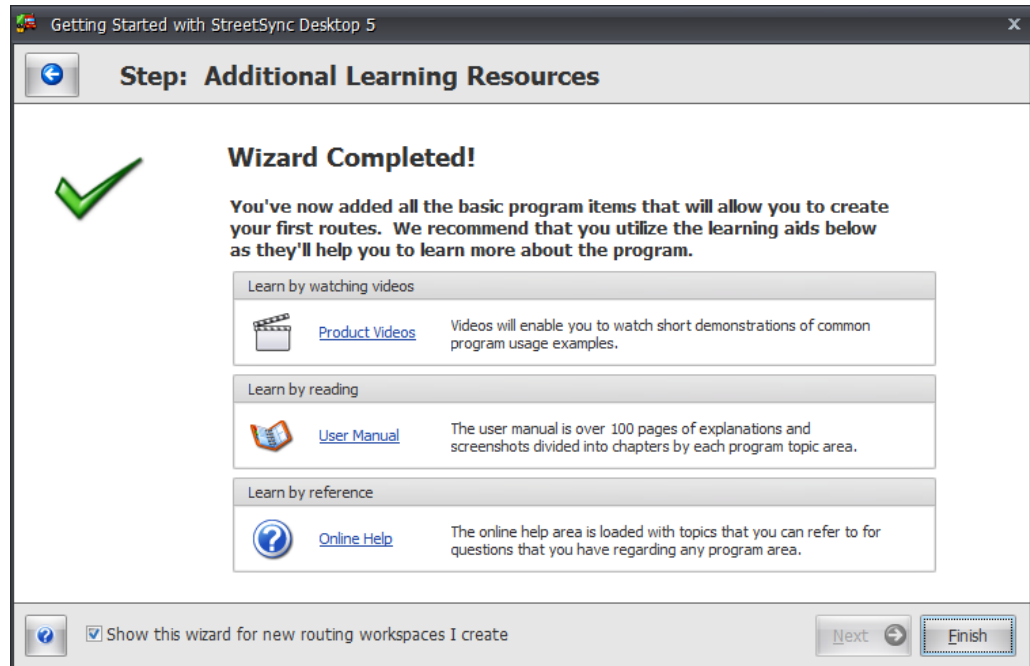 Getting Started with StreetSync Desktop 5
x
Step: Additional Learning Resources
Wizard Completed!
You've now added all the basic program items that will allow you to create
your first routes. We recommend that you utilize the learning aids below
as they'll help you to learn more about the program.
Learn by watching videos
Product Videos
Videos will enable you to watch short demonstrations of common
program usage examples.
Learn by reading
User Manual
The user manual is over 100 pages of explanations and
screenshots divided into chapters by each program topic area.
Learn by reference
Online Help
The online help area is loaded with topics that you can refer to for
questions that you have regarding any program area.
Show this wizard for new routing workspaces I create
Next
Finish